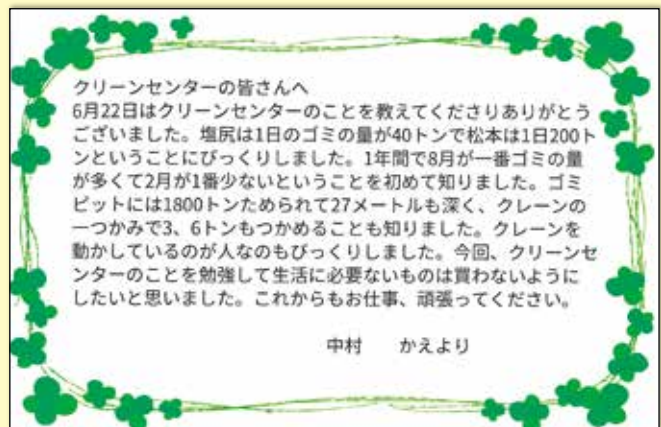 クリーンセンターの皆さんへ
6月22日はクリーンセンターのことを教えてくださりありがとう
ございました。塩尻は1日のゴミの量が40トンで松本は1日200ト
ンということにびっくりしました。1年間で8月が一番ゴミの量
が多くて2月が1番少ないということを初めて知りました。ゴミ
ピットには1800トンためられて27メートルも深く、クレーンの
一つかみで3、6トンもつかめることも知りました。クレーンを
動かしているのが人なのもびっくりしました。今回、クリーンセ
ンターのことを勉強して生活に必要ないものは買わないように
したいと思いました。これからもお仕事、頑張ってください。
中村　かえより